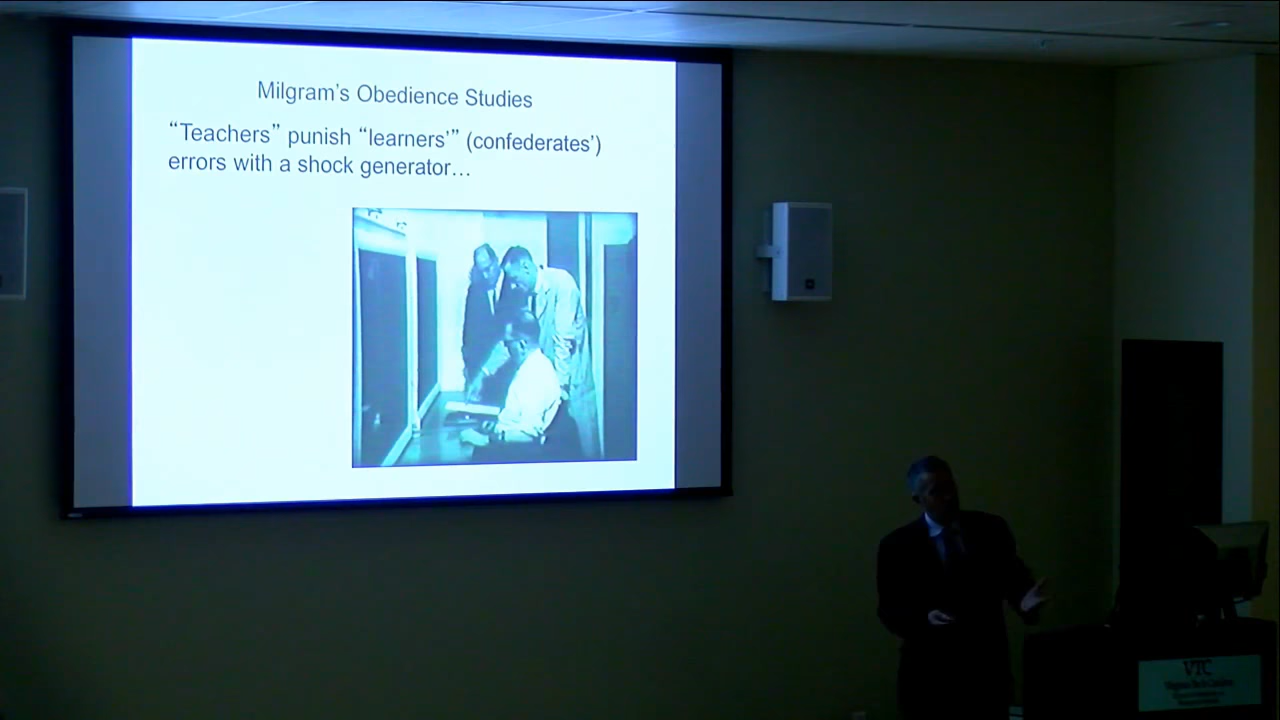 Milgram's Obedience Studies
“Teachers” punish “learners'” (confederates')
errors with a shock generator…
VTC